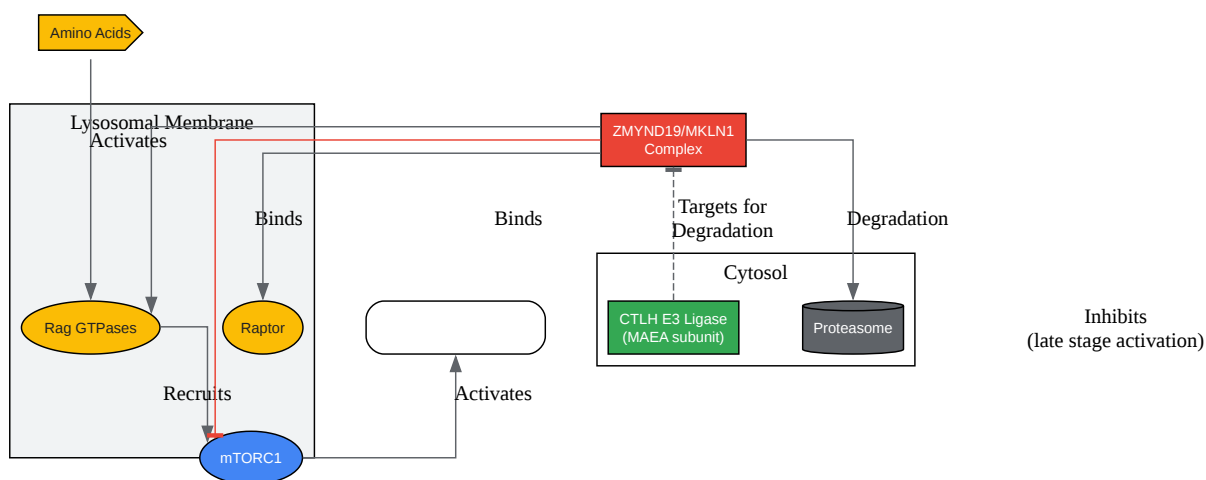 Amino Acids
Lysosomal Membrane
Activates
ZMYND19/MKLN1
Complex
Binds
Binds
Targets for
Degradation
Degradation
Cytosol
Rag GTPases
Raptor
CTLH E3 Ligase
(MAEA subunit)
Proteasome
Inhibits
(late stage activation)
Recruits
Activates
mTORC1